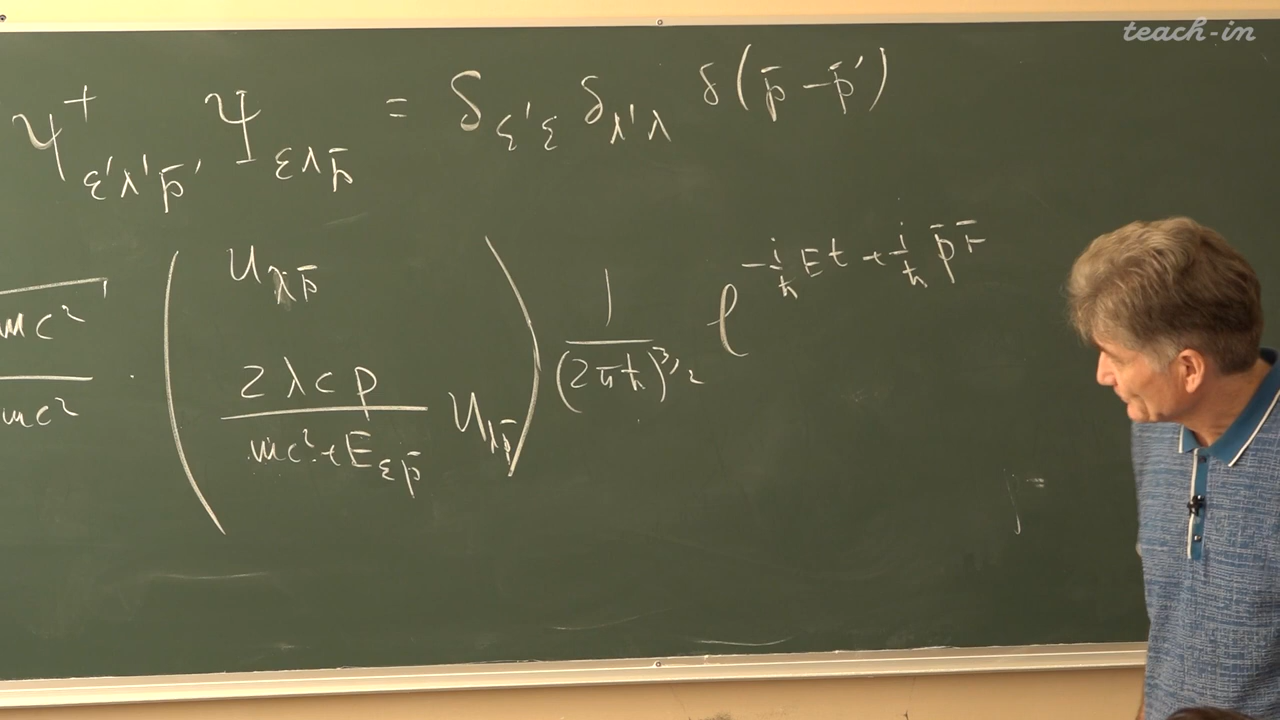 teach-in
ψ⁺_{ε'λ'p̄'} Ψ_{ελp̄} = δ_{ε'ε} δ_{λ'λ} δ(p̄ - p̄')
mc²
mc²
·
( u_{λp̄}
2λcp / mc² + E_{εp̄} u_{λp̄} )
1 / (2πħ)^{3/2} e^{-i/ħ Et + i/ħ p̄r̄}